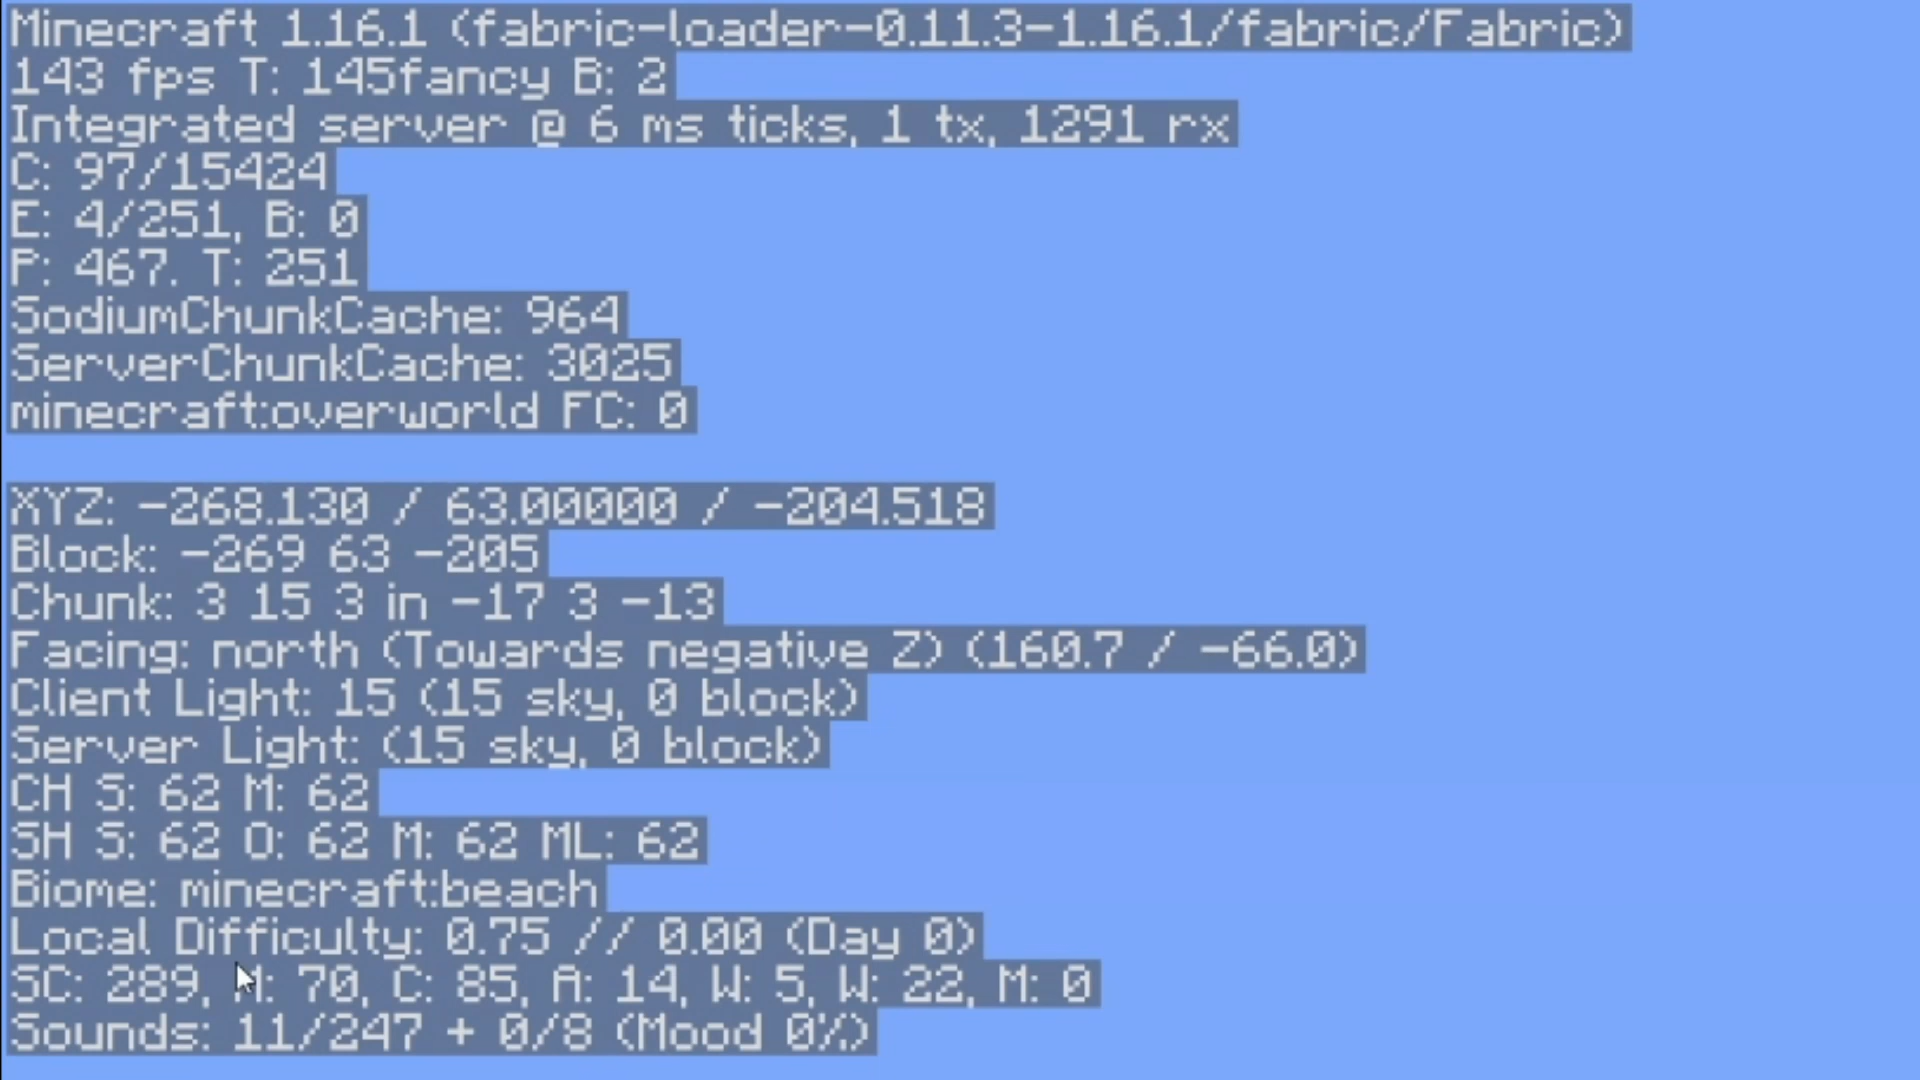 Minecraft 1.16.1 (fabric-loader-0.11.3-1.16.1/fabric/Fabric)
143 fps T: 145fancy B: 2
Integrated server @ 6 ms ticks, 1 tx, 1291 rx
C: 97/15424
E: 4/251, B: 0
P: 467. T: 251
SodiumChunkCache: 964
ServerChunkCache: 3025
minecraft:overworld FC: 0
XYZ: -268.130 / 63.00000 / -204.518
Block: -269 63 -205
Chunk: 3 15 3 in -17 3 -13
Facing: north (Towards negative Z) (160.7 / -66.0)
Client Light: 15 (15 sky, 0 block)
Server Light: (15 sky, 0 block)
CH S: 62 M: 62
SH S: 62 O: 62 M: 62 ML: 62
Biome: minecraft:beach
Local Difficulty: 0.75 // 0.00 (Day 0)
SC: 289, M: 70, C: 85, A: 14, W: 5, W: 22, M: 0
Sounds: 11/247 + 0/8 (Mood 0%)